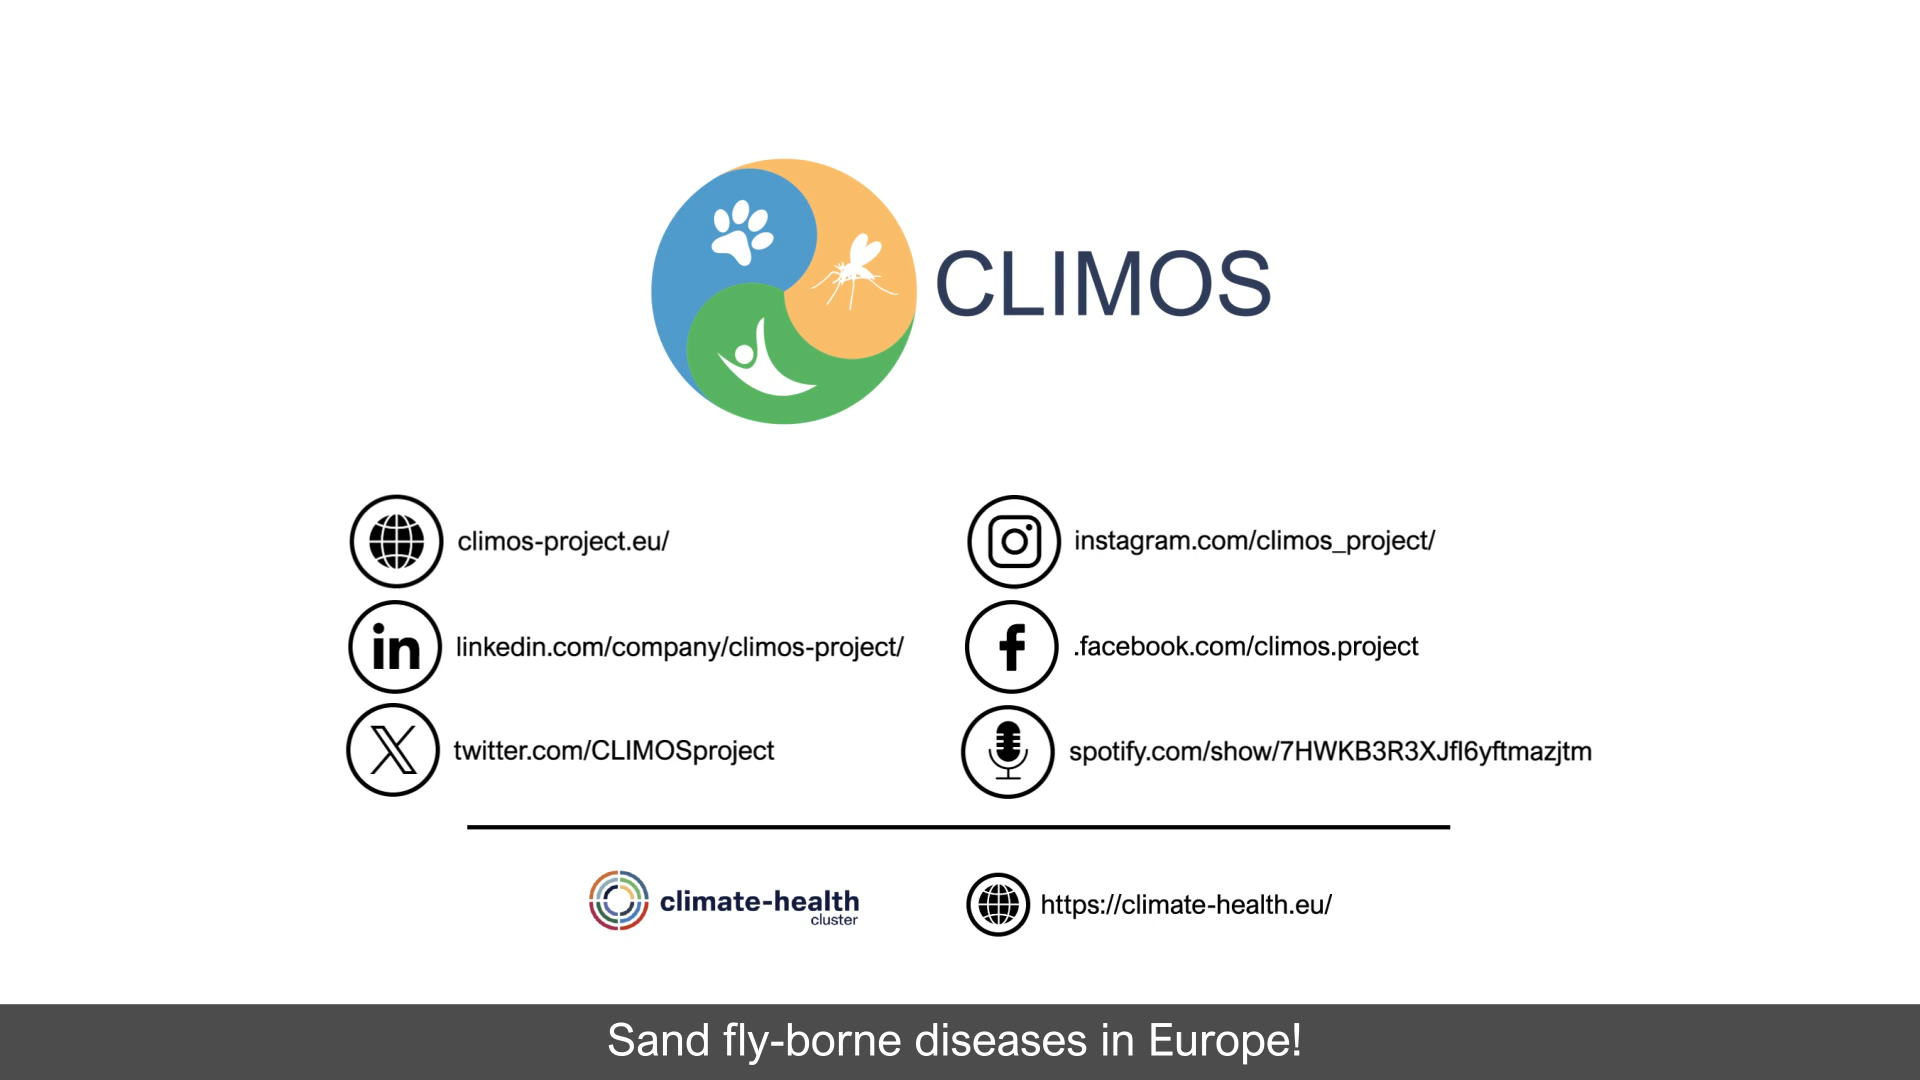 CLIMOS
climos-project.eu/
instagram.com/climos_project/
linkedin.com/company/climos-project/
.facebook.com/climos.project
twitter.com/CLIMOSproject
spotify.com/show/7HWKB3R3XJfl6yftmazjtm
climate-health
cluster
https://climate-health.eu/
Sand fly-borne diseases in Europe!